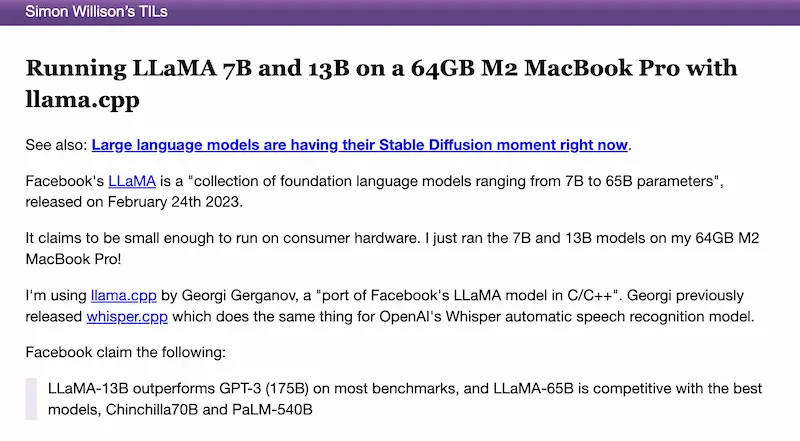 Simon Willison's TILs
Running LLaMA 7B and 13B on a 64GB M2 MacBook Pro with
llama.cpp
See also: Large language models are having their Stable Diffusion moment right now.
Facebook's LLaMA is a "collection of foundation language models ranging from 7B to 65B parameters",
released on February 24th 2023.
It claims to be small enough to run on consumer hardware. I just ran the 7B and 13B models on my 64GB M2
MacBook Pro!
I'm using llama.cpp by Georgi Gerganov, a "port of Facebook's LLaMA model in C/C++". Georgi previously
released whisper.cpp which does the same thing for OpenAI's Whisper automatic speech recognition model.
Facebook claim the following:
LLaMA-13B outperforms GPT-3 (175B) on most benchmarks, and LLaMA-65B is competitive with the best
models, Chinchilla70B and PaLM-540B